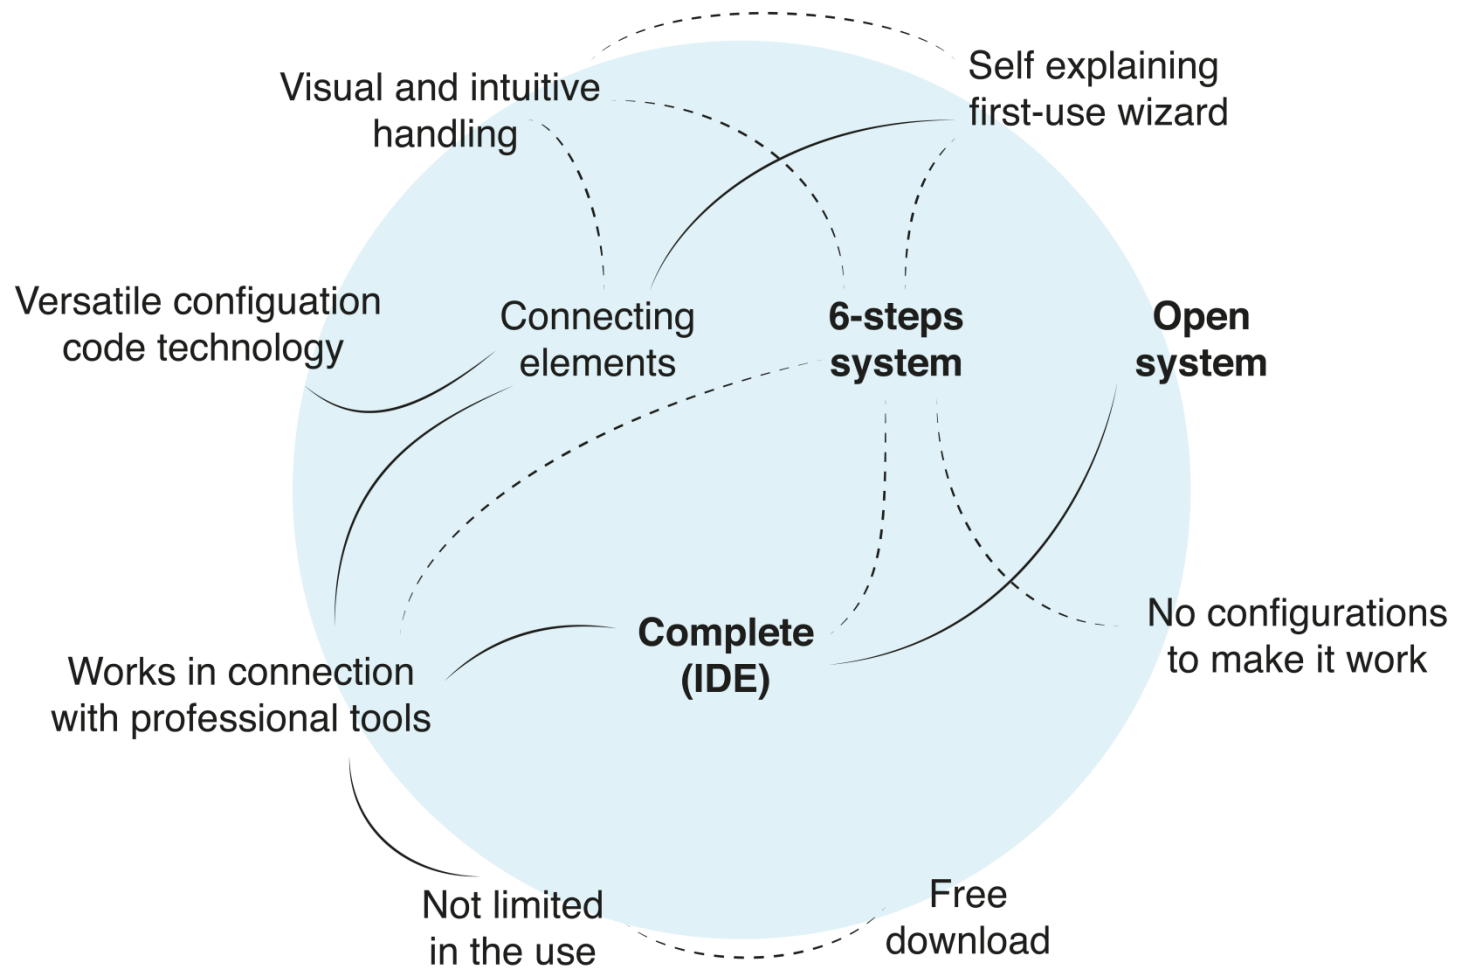 Visual and intuitive
handling
Self explaining
first-use wizard
Versatile configuation
code technology
Connecting
elements
6-steps
system
Open
system
Works in connection
with professional tools
Complete
(IDE)
No configurations
to make it work
Not limited
in the use
Free
download